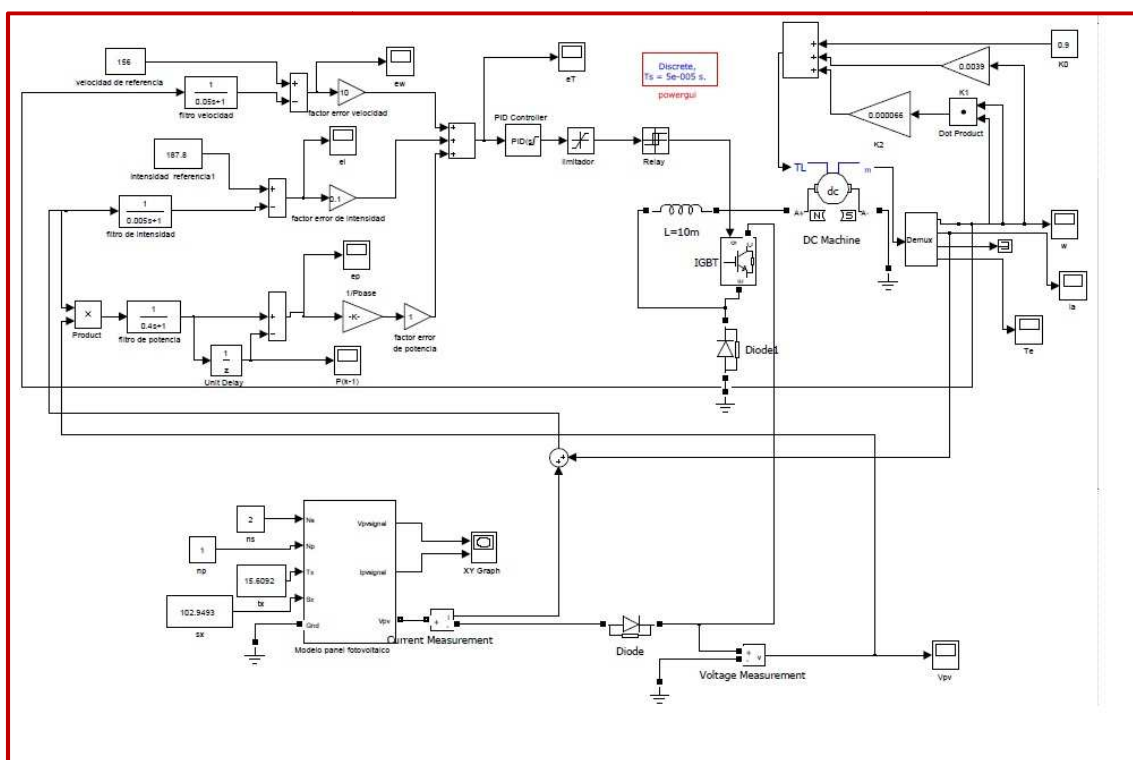 156
velocidad de referencia
1
0.05s+1
filtro velocidad
+
−
ew
10
factor error velocidad
187.8
intensidad referencia1
eI
+
−
0.1
factor error de intensidad
1
0.005s+1
filtro de intensidad
+
+
+
eT
PID Controller
limitador
Relay
Discrete,
Ts = 5e-005 s.
powergui
+
+
+
0.9
K0
0.0039
K1
0.000066
K2
Dot Product
TL
m
dc
A+
N
S
A-
DC Machine
L=10m
g
C
E
IGBT
Diode1
Demux
w
Ia
Te
×
Product
1
0.4s+1
filtro de potencia
1
z
Unit Delay
+
−
ep
1/Pbase
-K-
1
factor error
de potencia
P(k-1)
+
+
2
ns
1
np
15.6092
tx
102.9493
sx
Ns
Np
Tx
Sx
Gnd
Vpvsignal
Ipvsignal
Vpv
Modelo panel fotovoltaico
XY Graph
+
-
i
Current Measurement
Diode
+
-
v
Voltage Measurement
Vpv